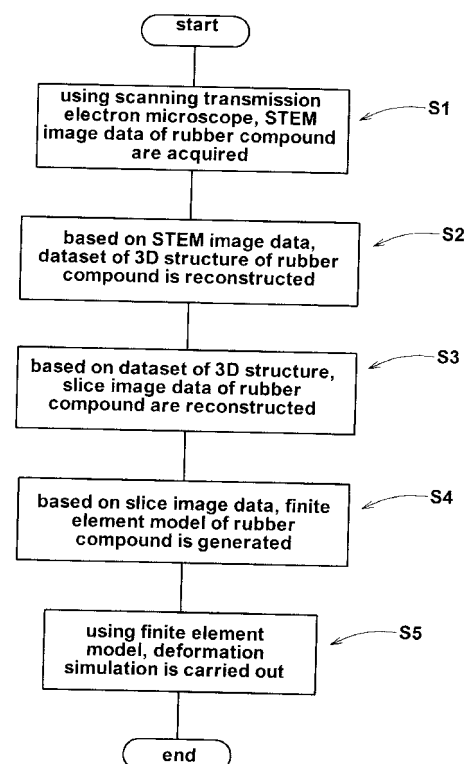 start
using scanning transmission
electron microscope, STEM
image data of rubber compound
are acquired
S1
based on STEM image data,
dataset of 3D structure of rubber
compound is reconstructed
S2
based on dataset of 3D structure,
slice image data of rubber
compound are reconstructed
S3
based on slice image data, finite
element model of rubber
compound is generated
S4
using finite element
model, deformation
simulation is carried out
S5
end